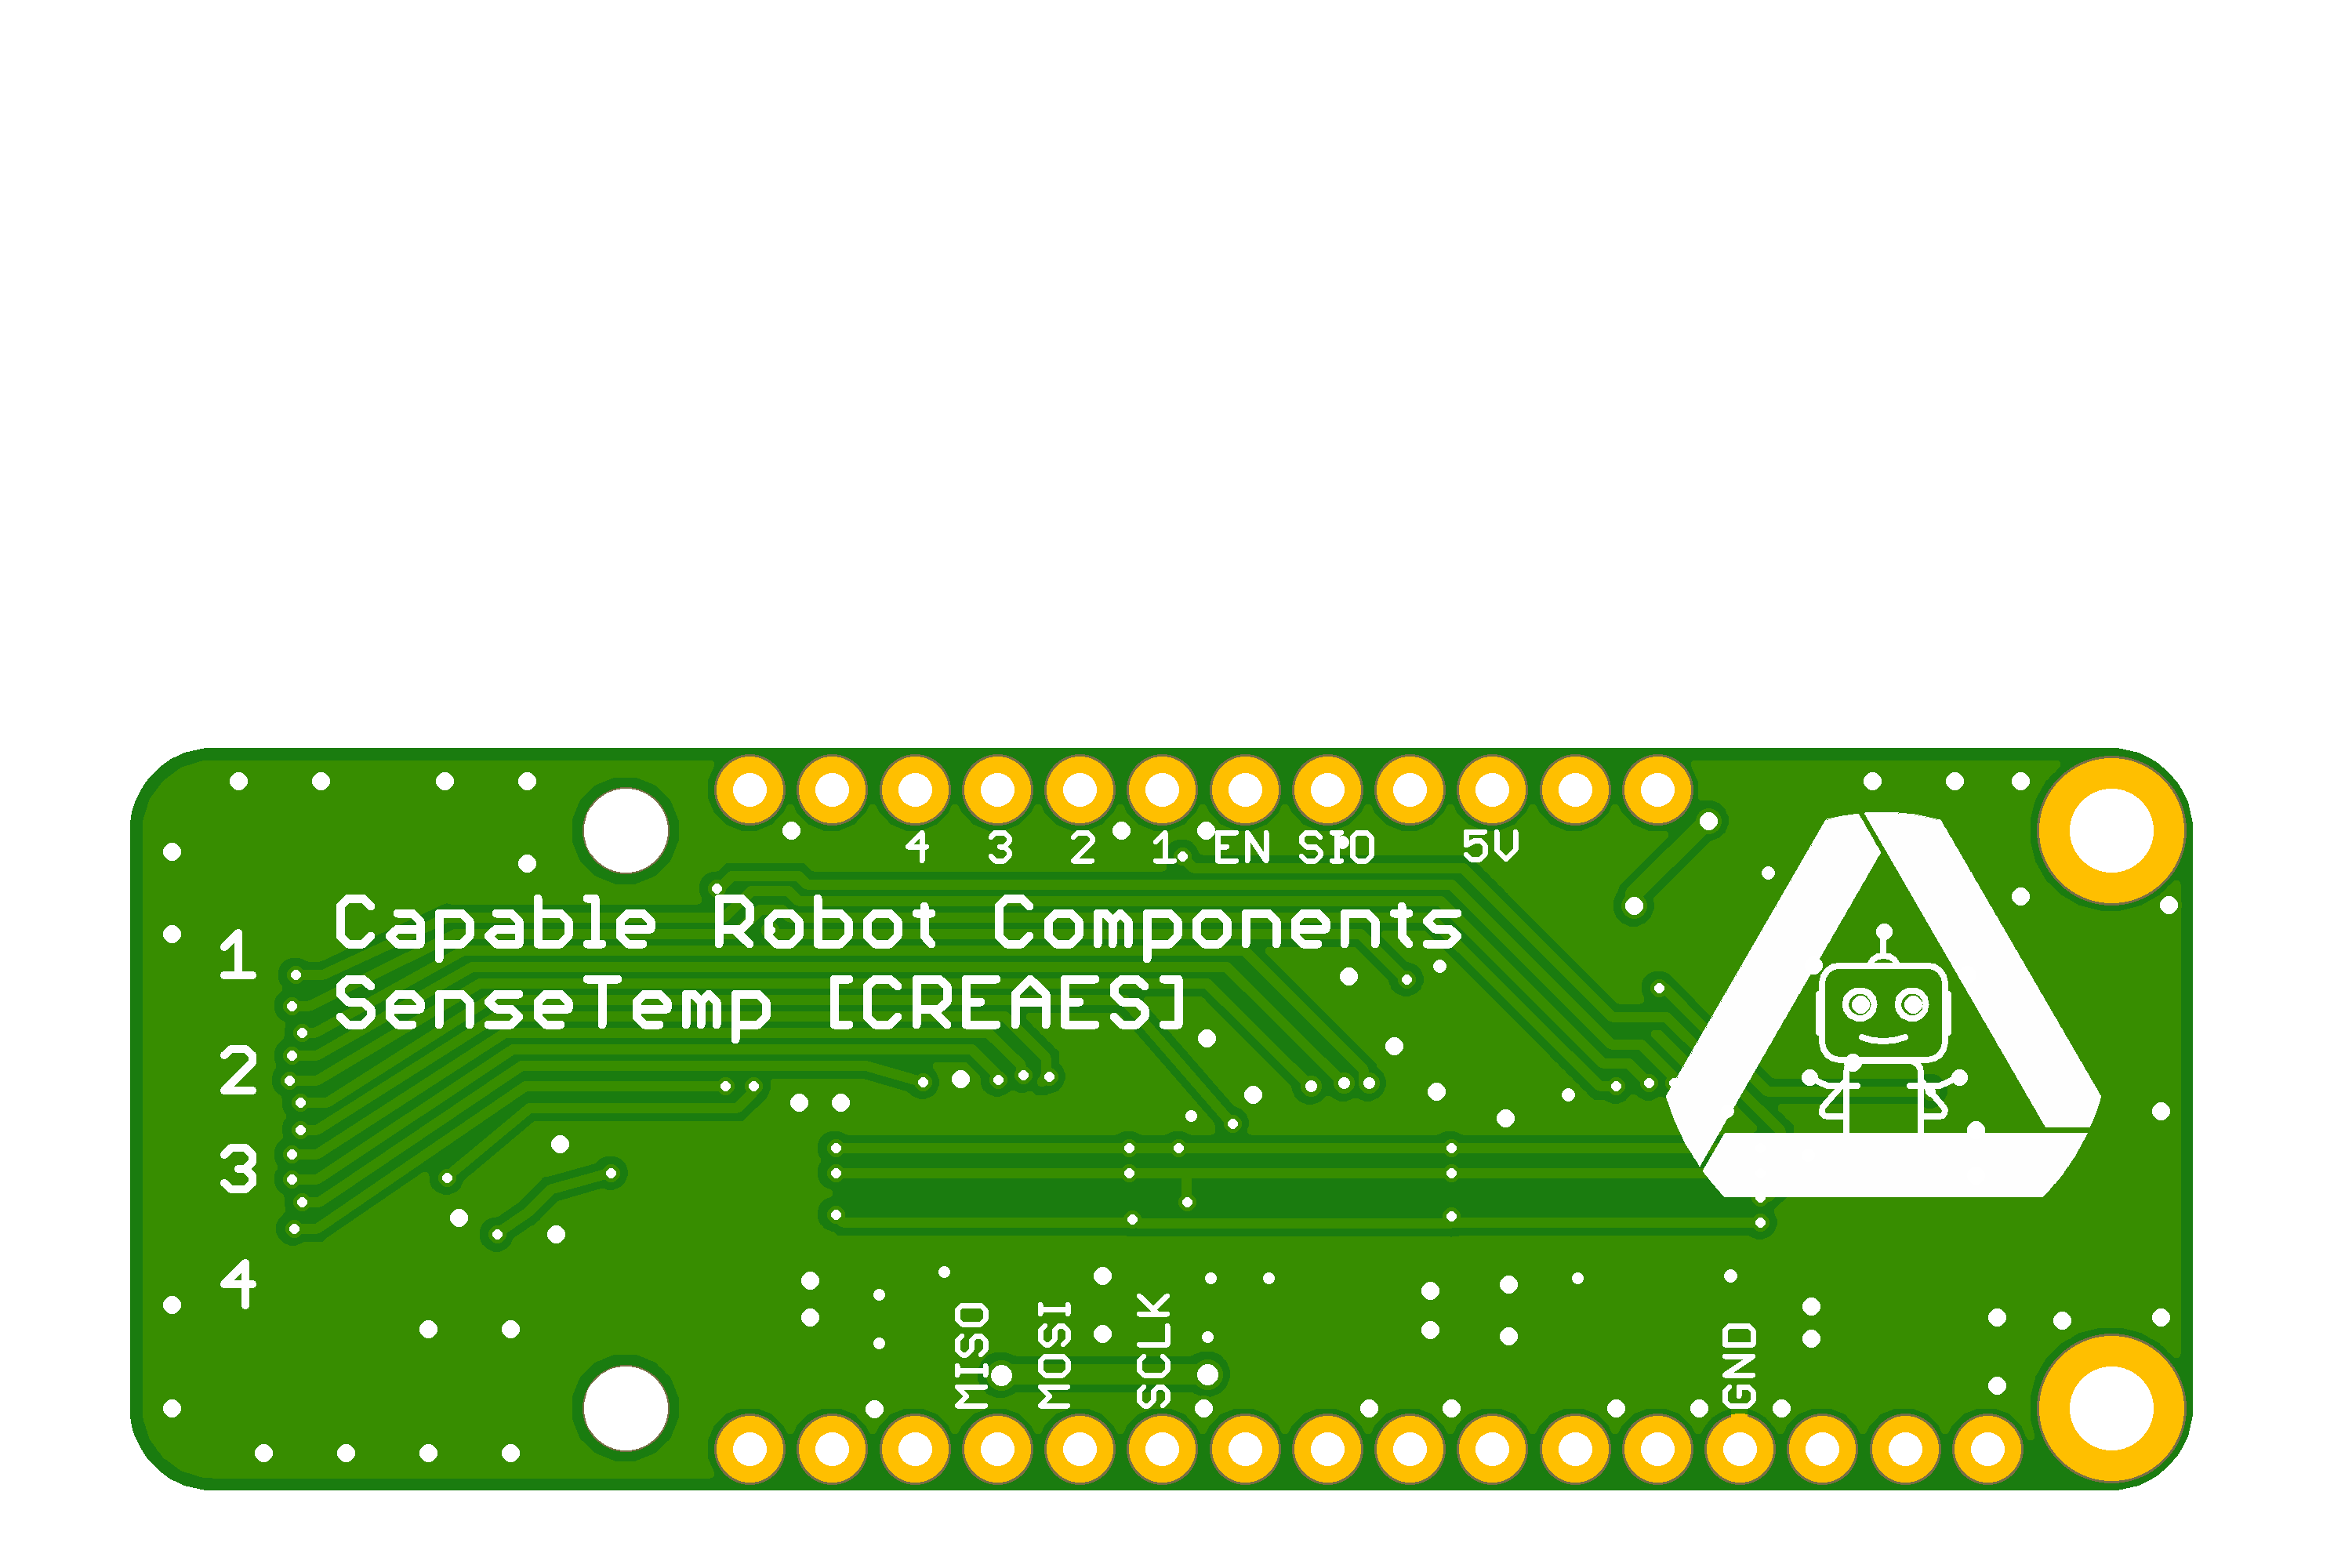 4 3 2 1 EN 5V
Capable Robot Components
SenseTemp [CREAES]
1
2
3
4
MISO
MOSI
SCLK
GND